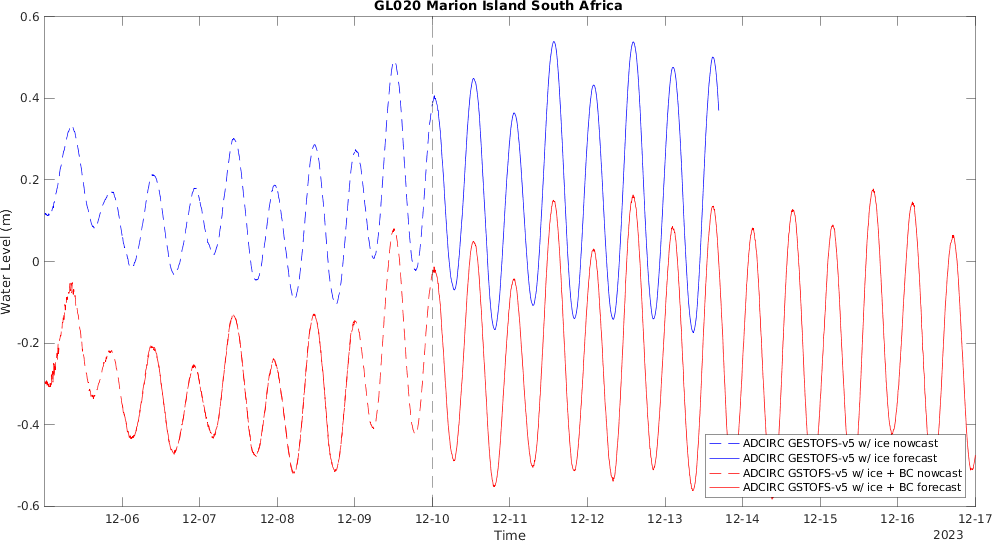 GL020 Marion Island South Africa
0.6
0.4
0.2
0
-0.2
-0.4
-0.6
Water Level (m)
ADCIRC GESTOFS-v5 w/ ice nowcast
ADCIRC GESTOFS-v5 w/ ice forecast
ADCIRC GSTOFS-v5 w/ ice + BC nowcast
ADCIRC GSTOFS-v5 w/ ice + BC forecast
12-06 12-07 12-08 12-09 12-10 12-11 12-12 12-13 12-14 12-15 12-16 12-17
Time
2023